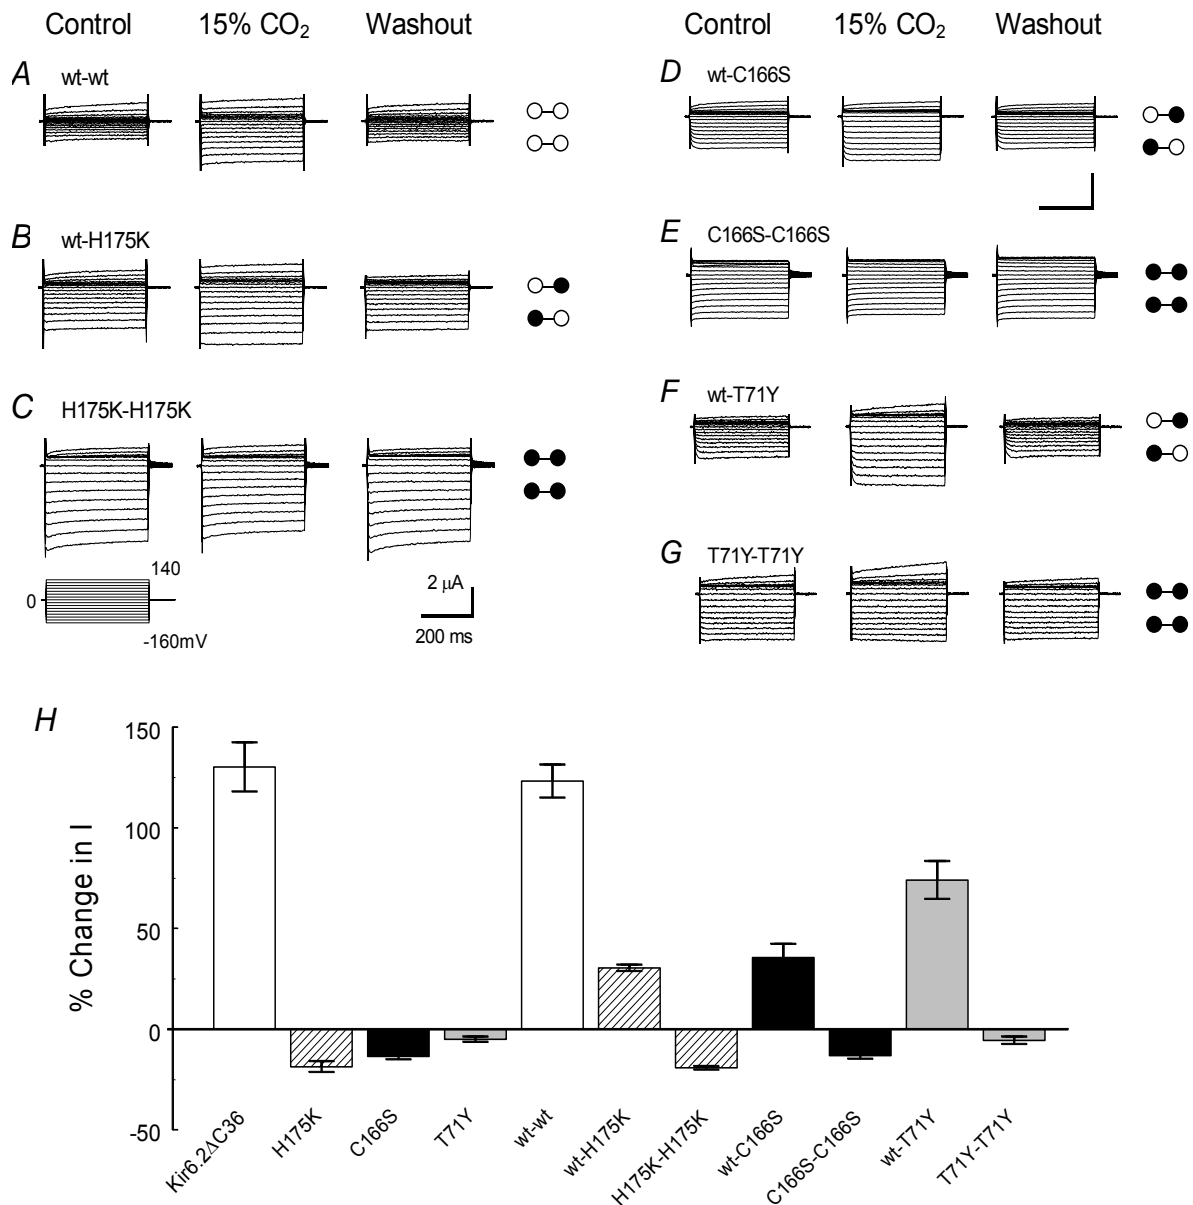 Control 15% CO₂ Washout
A wt-wt
B wt-H175K
C H175K-H175K
140
0
-160mV
2 μA
200 ms
Control 15% CO₂ Washout
D wt-C166S
E C166S-C166S
F wt-T71Y
G T71Y-T71Y
H
% Change in I
150
100
50
0
-50
Kir6.2ΔC36
H175K
C166S
T71Y
wt-wt
wt-H175K
H175K-H175K
wt-C166S
C166S-C166S
wt-T71Y
T71Y-T71Y